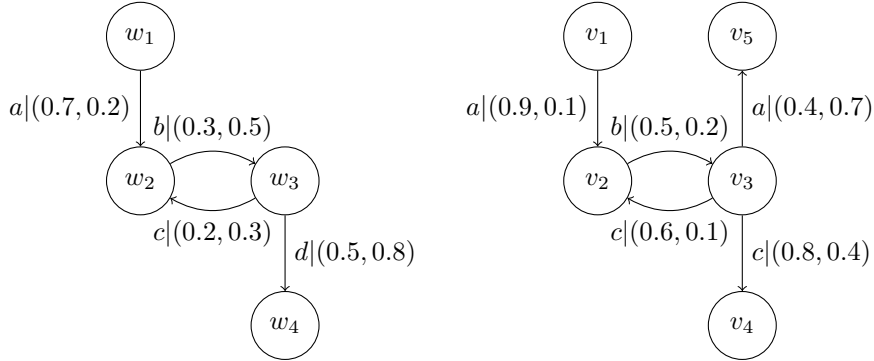 w₁
v₁
v₅
a|(0.7, 0.2)
a|(0.9, 0.1)
a|(0.4, 0.7)
b|(0.3, 0.5)
b|(0.5, 0.2)
w₂
w₃
v₂
v₃
c|(0.2, 0.3)
c|(0.6, 0.1)
d|(0.5, 0.8)
c|(0.8, 0.4)
w₄
v₄